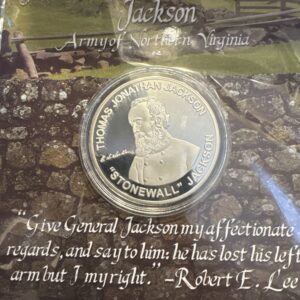 Jackson
Army of Northern Virginia
THOMAS JONATHAN JACKSON
"STONEWALL" JACKSON
"Give General Jackson my affectionate
regards, and say to him: he has lost his left
arm but I my right." -Robert E. Lee